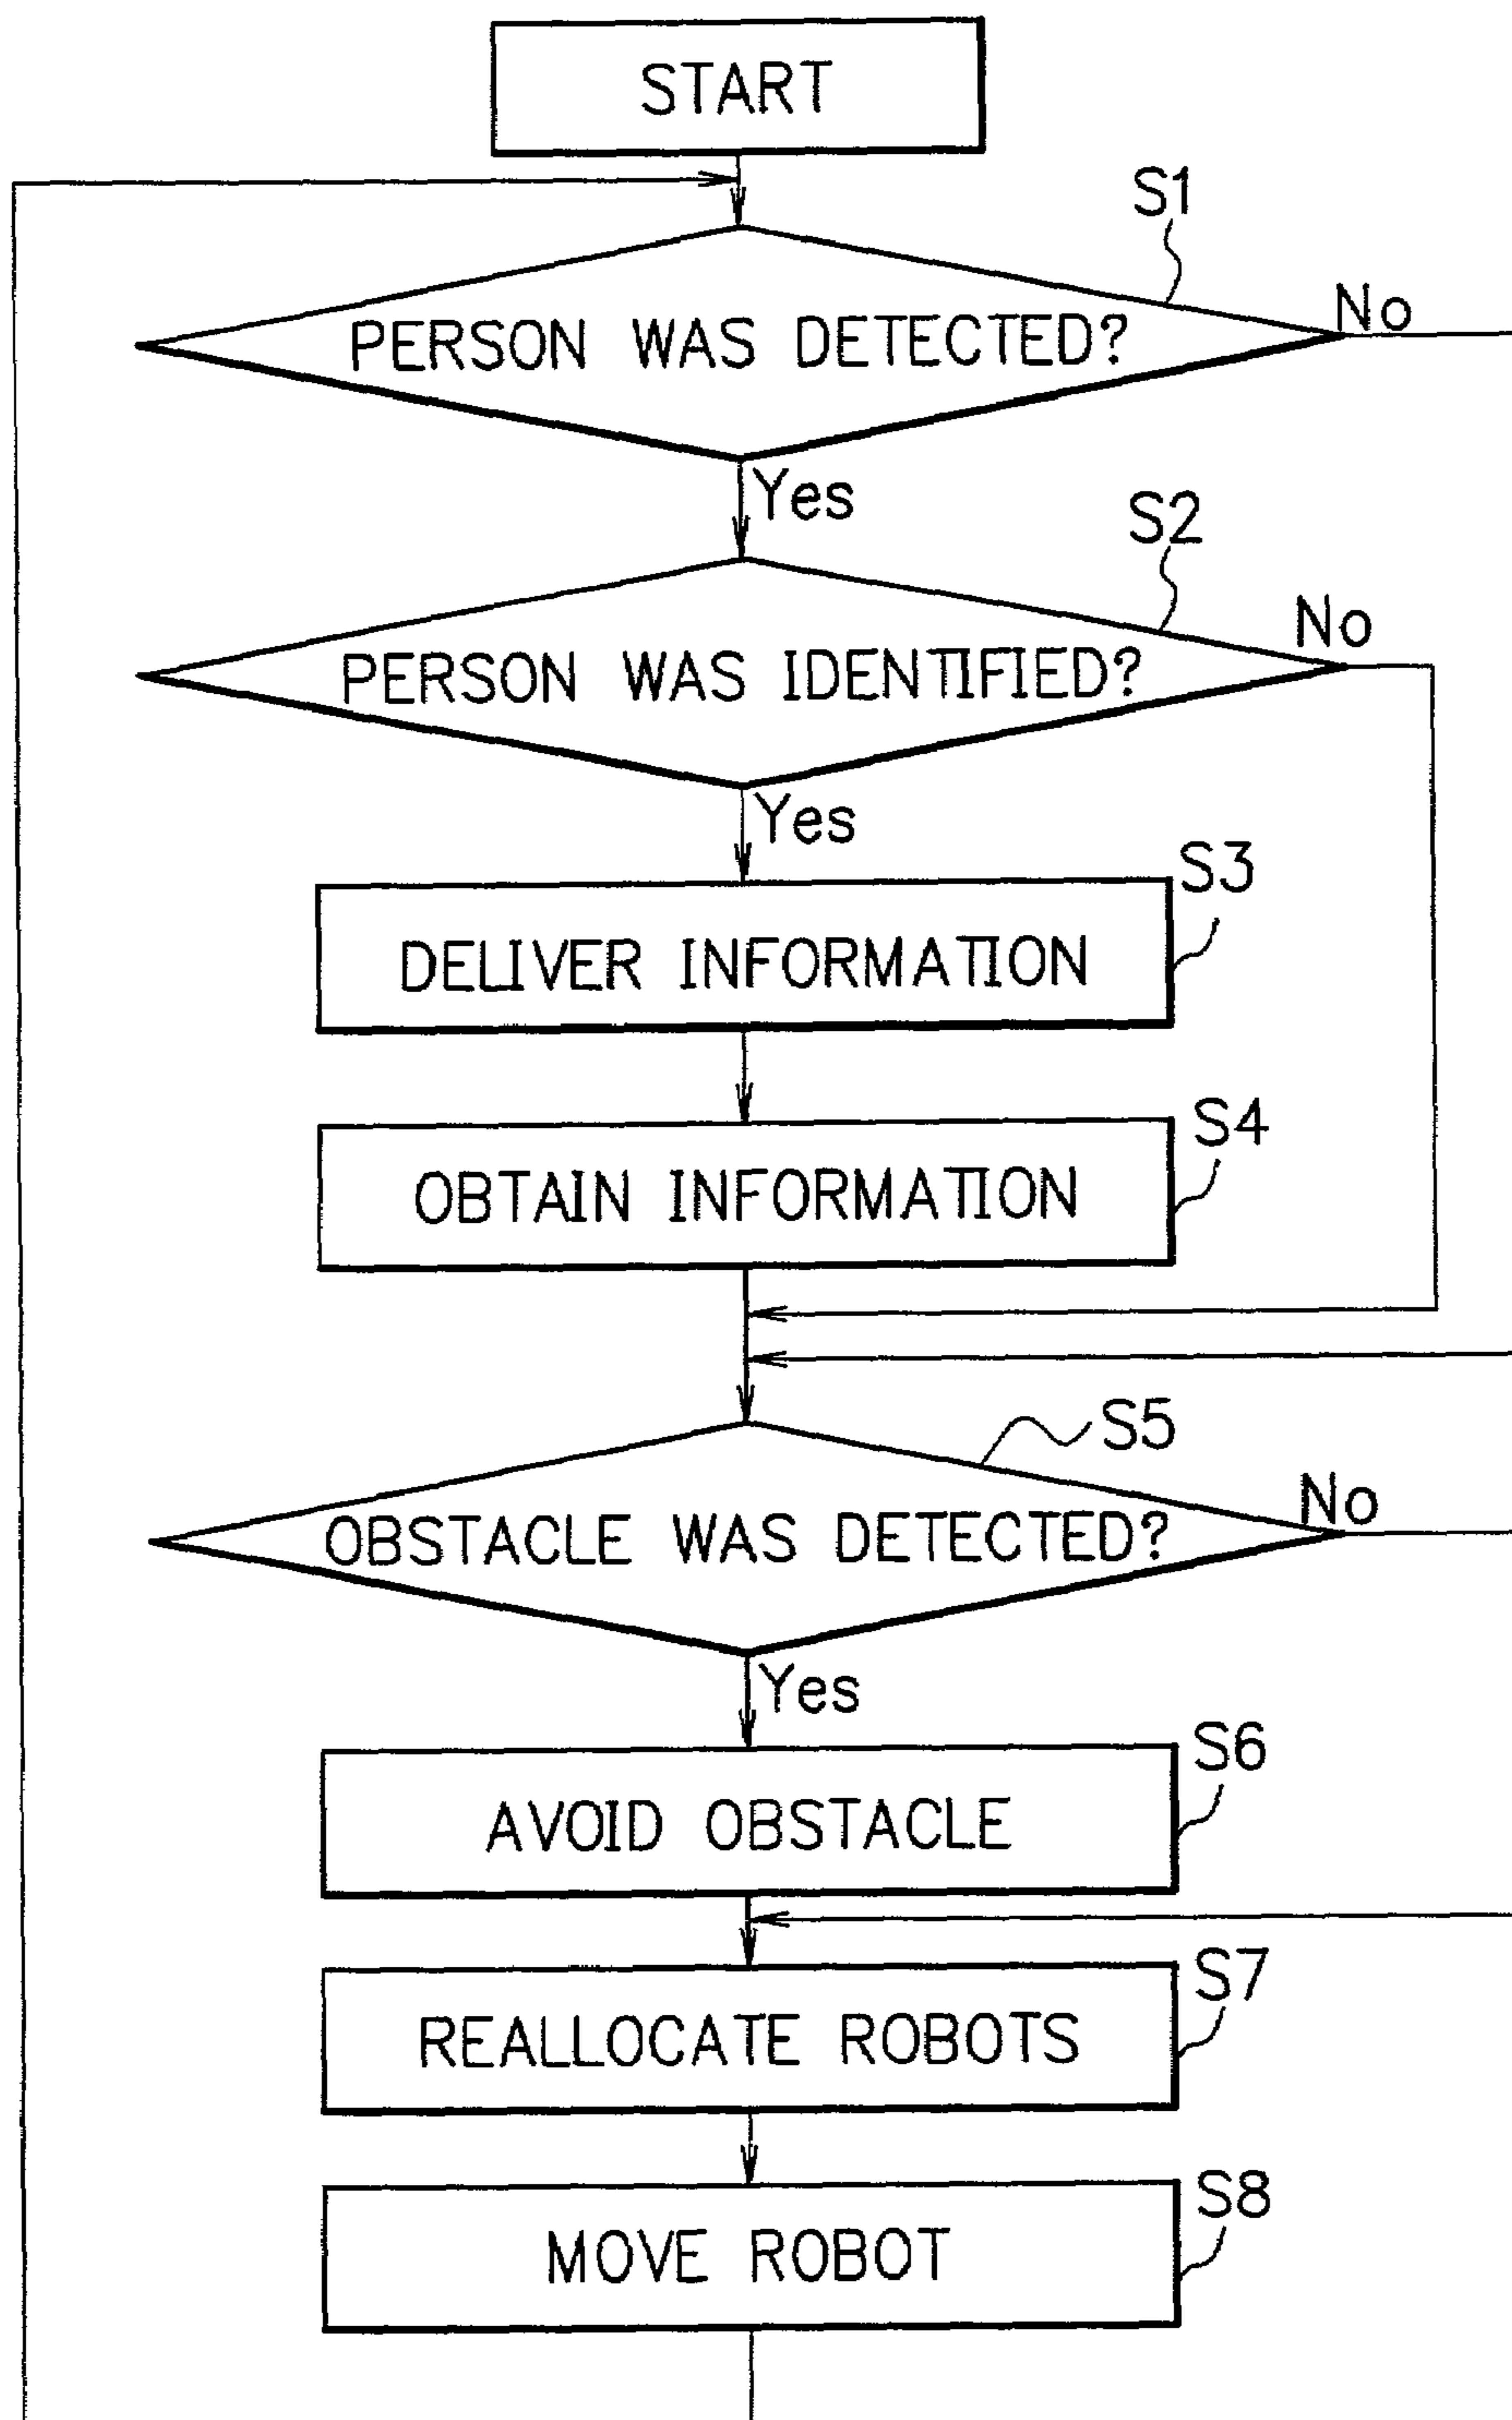 START
S1
PERSON WAS DETECTED?
No
Yes
S2
PERSON WAS IDENTIFIED?
No
Yes
S3
DELIVER INFORMATION
S4
OBTAIN INFORMATION
S5
OBSTACLE WAS DETECTED?
No
Yes
S6
AVOID OBSTACLE
S7
REALLOCATE ROBOTS
S8
MOVE ROBOT